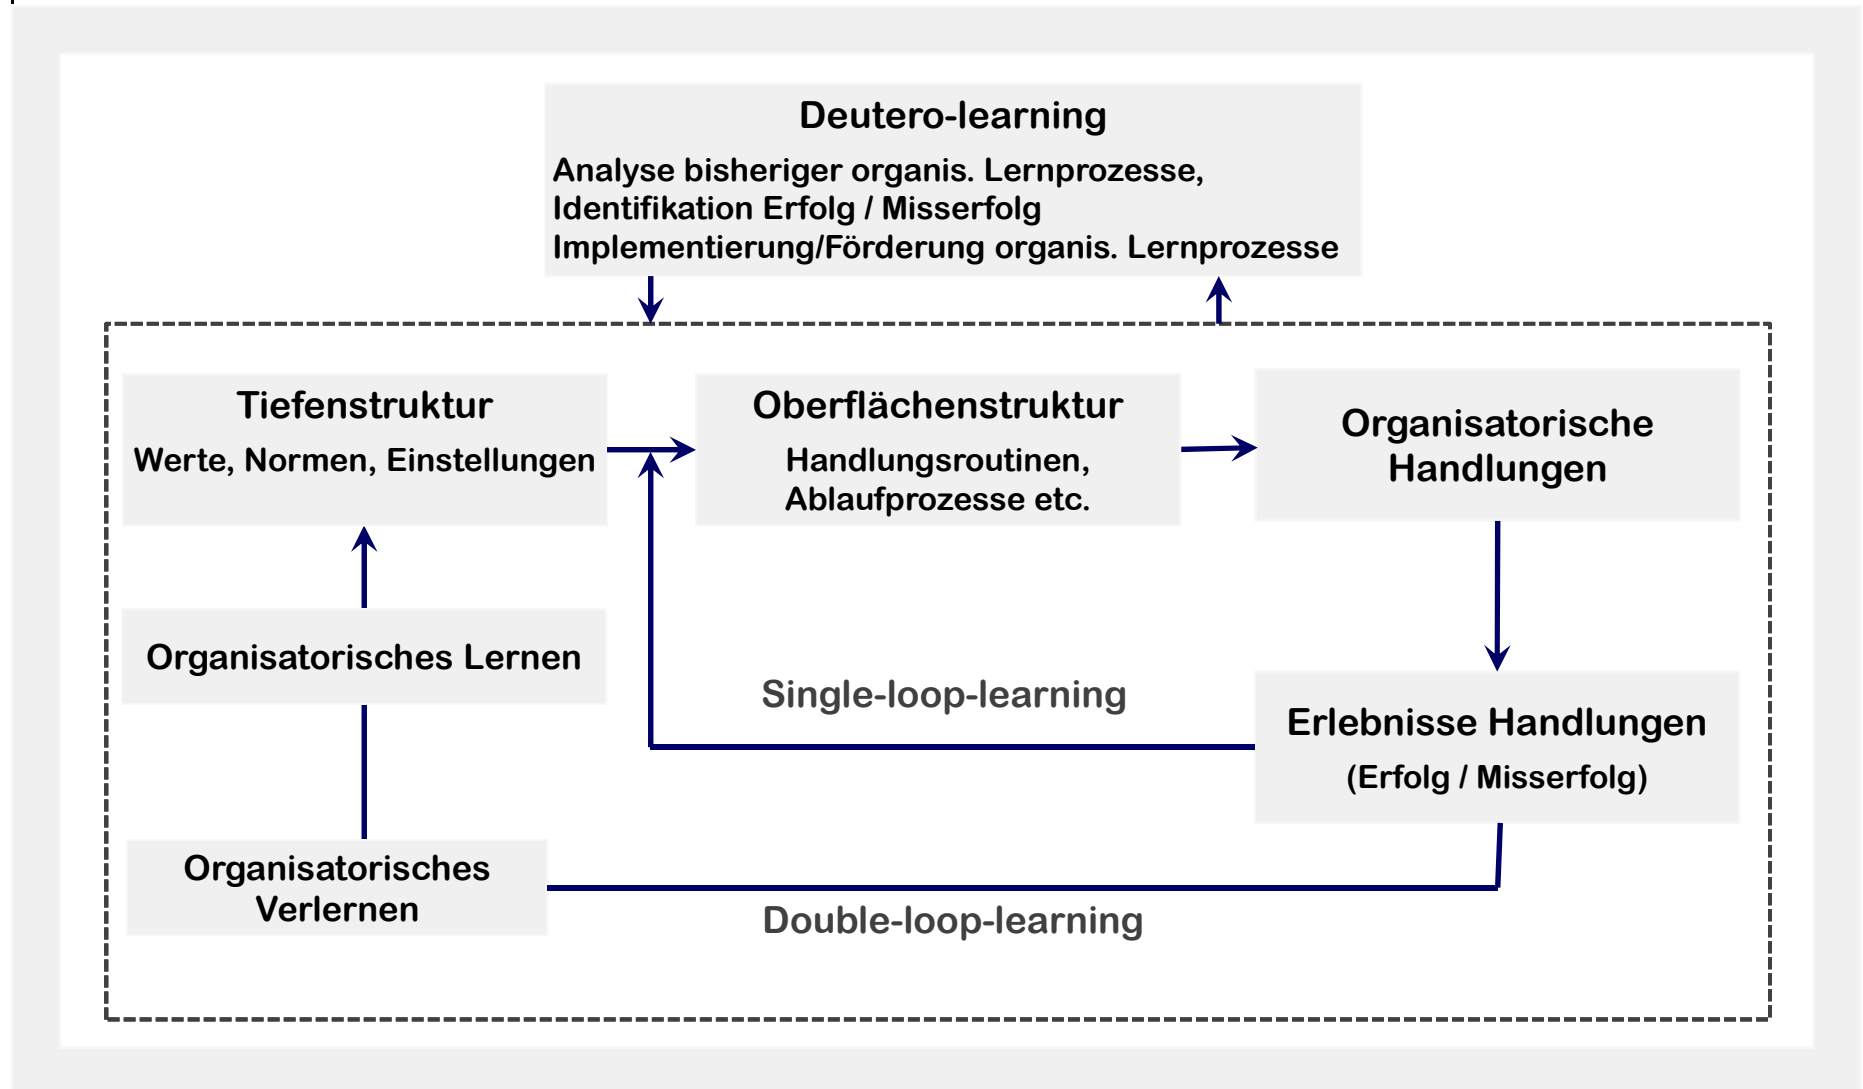 Deutero-learning
Analyse bisheriger organis. Lernprozesse,
Identifikation Erfolg / Misserfolg
Implementierung/Förderung organis. Lernprozesse
Tiefenstruktur
Werte, Normen, Einstellungen
Oberflächenstruktur
Handlungsroutinen,
Ablaufprozesse etc.
Organisatorische
Handlungen
Organisatorisches Lernen
Single-loop-learning
Erlebnisse Handlungen
(Erfolg / Misserfolg)
Organisatorisches
Verlernen
Double-loop-learning